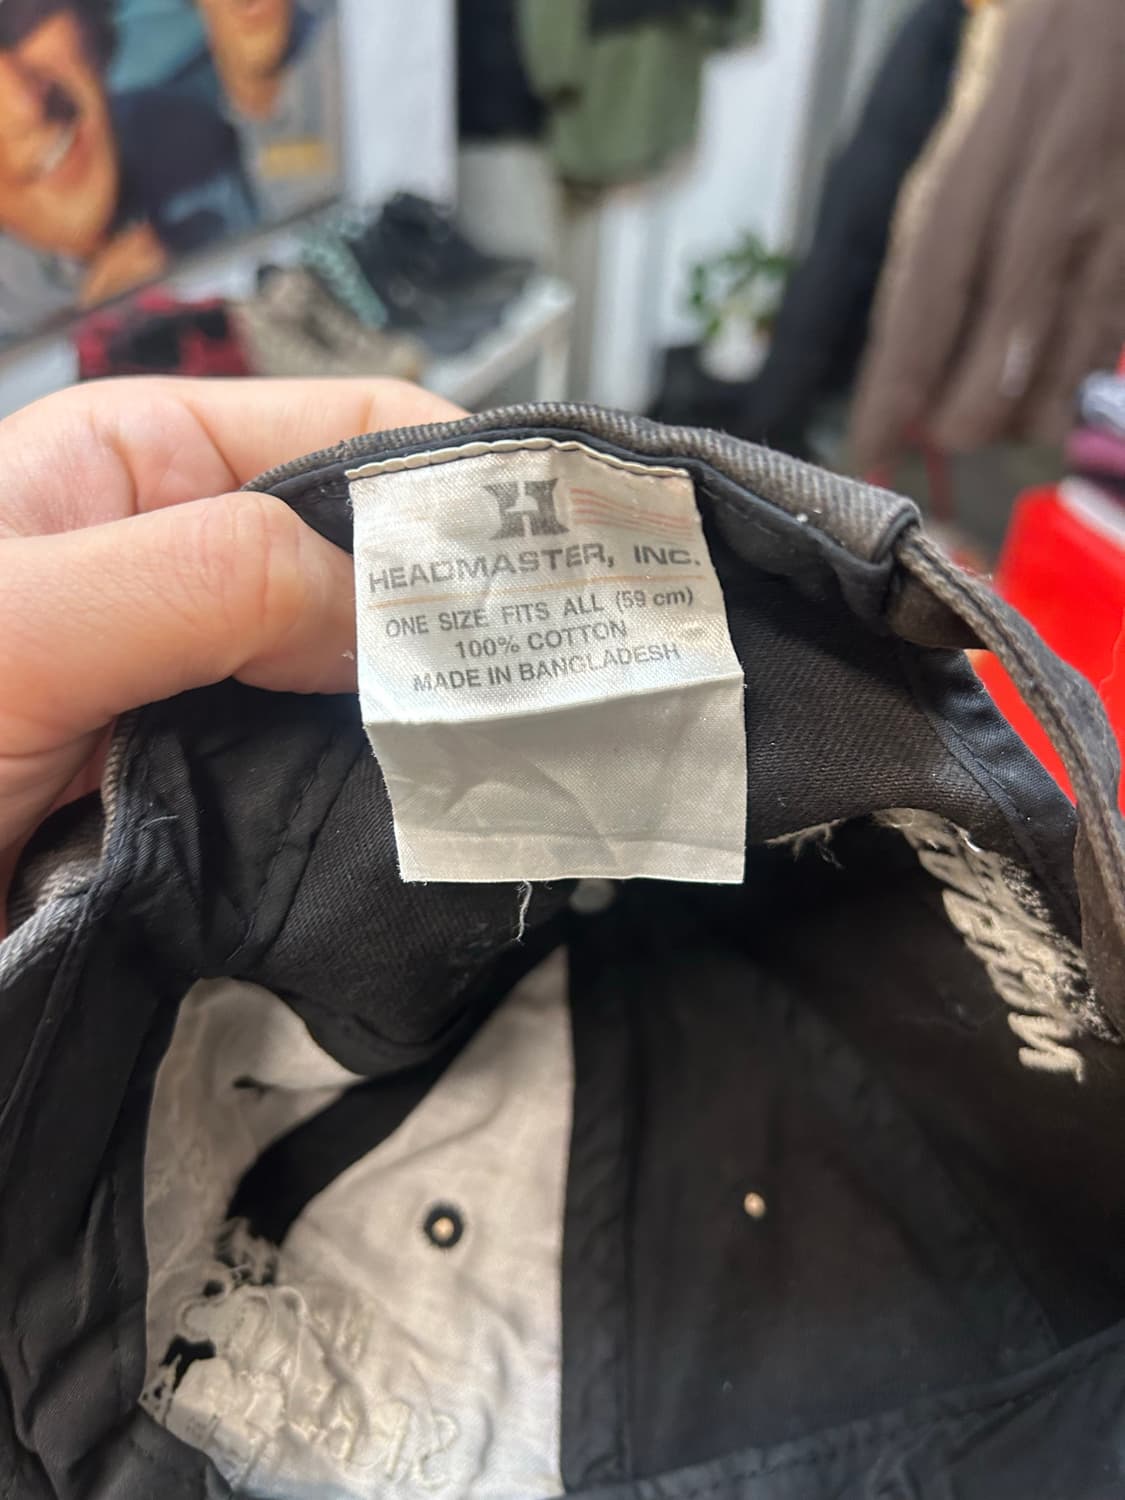 H
HEADMASTER, INC.
ONE SIZE FITS ALL (59 cm)
100% COTTON
MADE IN BANGLADESH